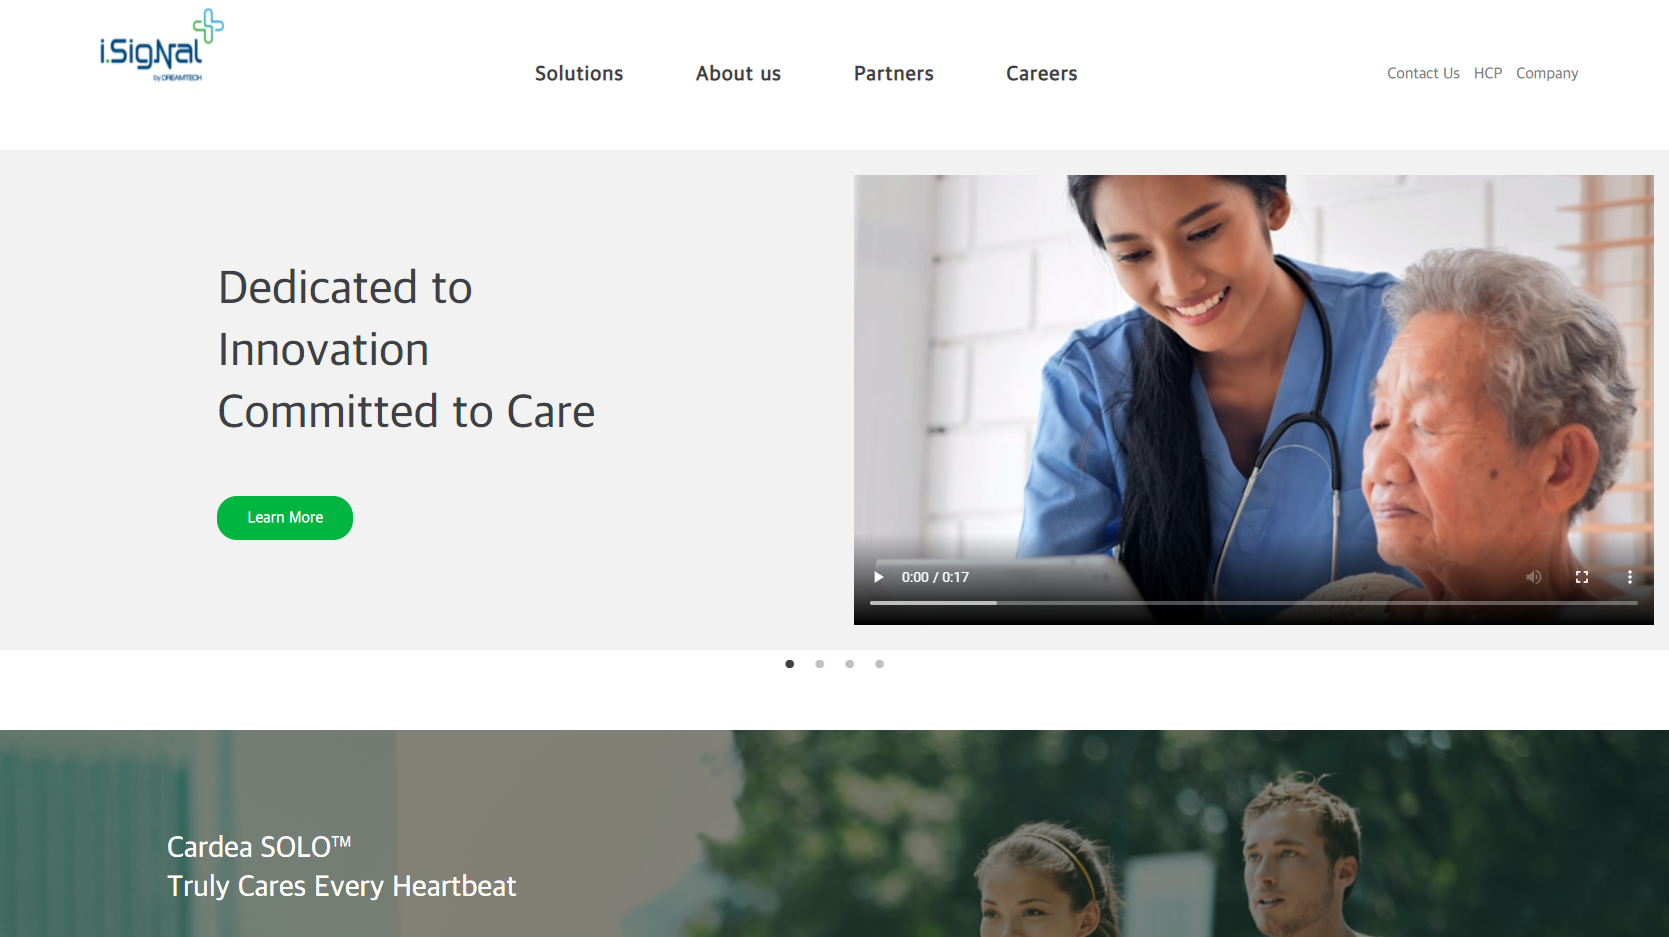 i.SigNal
by DREAMTECH
Solutions
About us
Partners
Careers
Contact Us
HCP
Company
Dedicated to
Innovation
Committed to Care
Learn More
0:00 / 0:17
Cardea SOLO™
Truly Cares Every Heartbeat